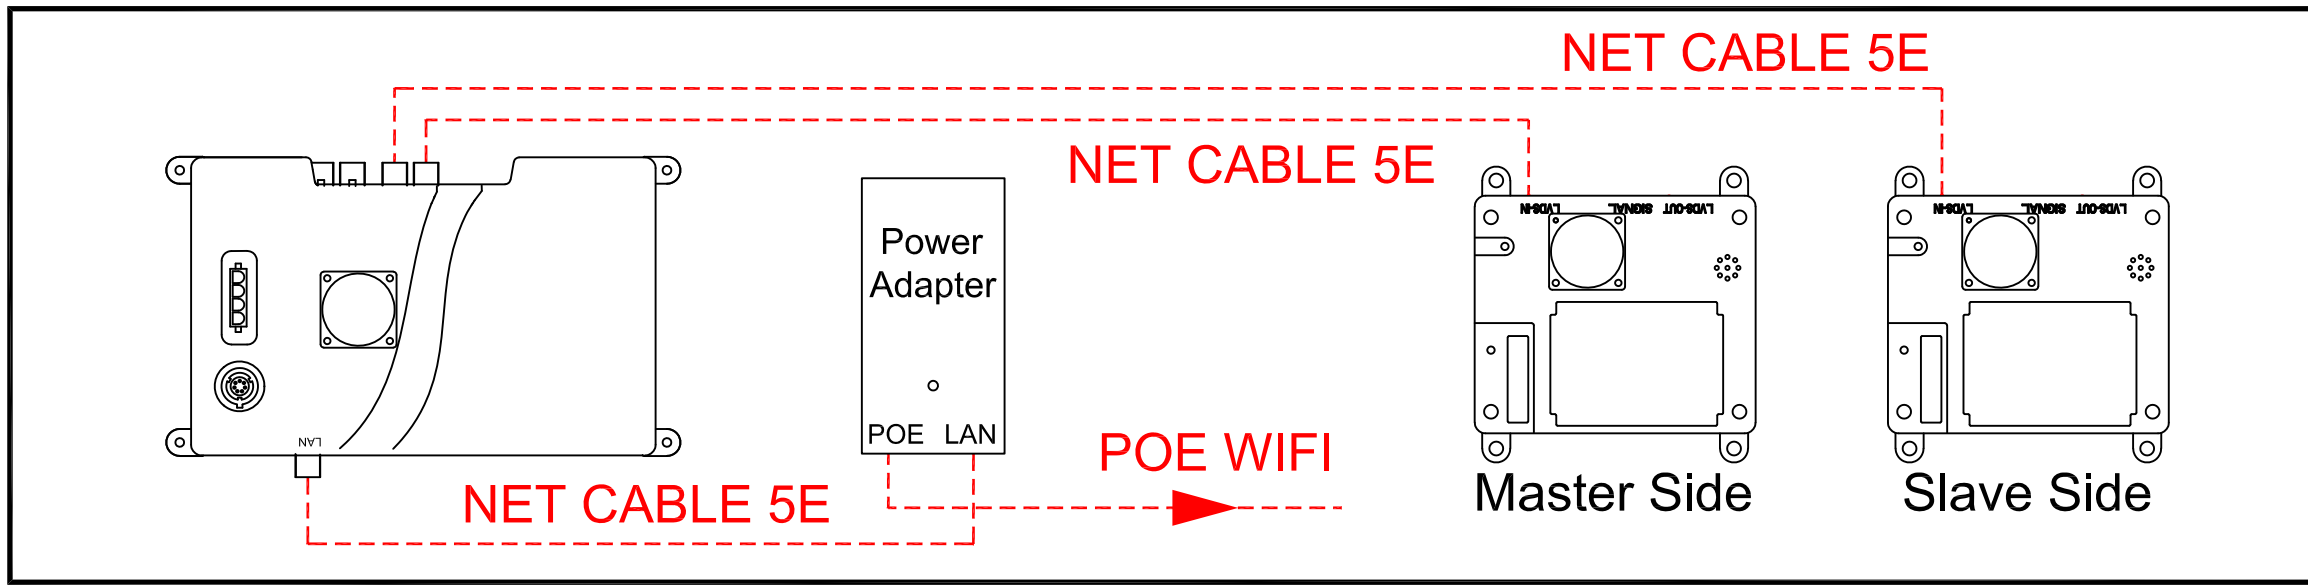 NET CABLE 5E
NET CABLE 5E
LVDS-IN SIGNAL LVDS-OUT
LVDS-IN SIGNAL LVDS-OUT
Power
Adapter
POE LAN
LAN
NET CABLE 5E
POE WIFI
Master Side
Slave Side